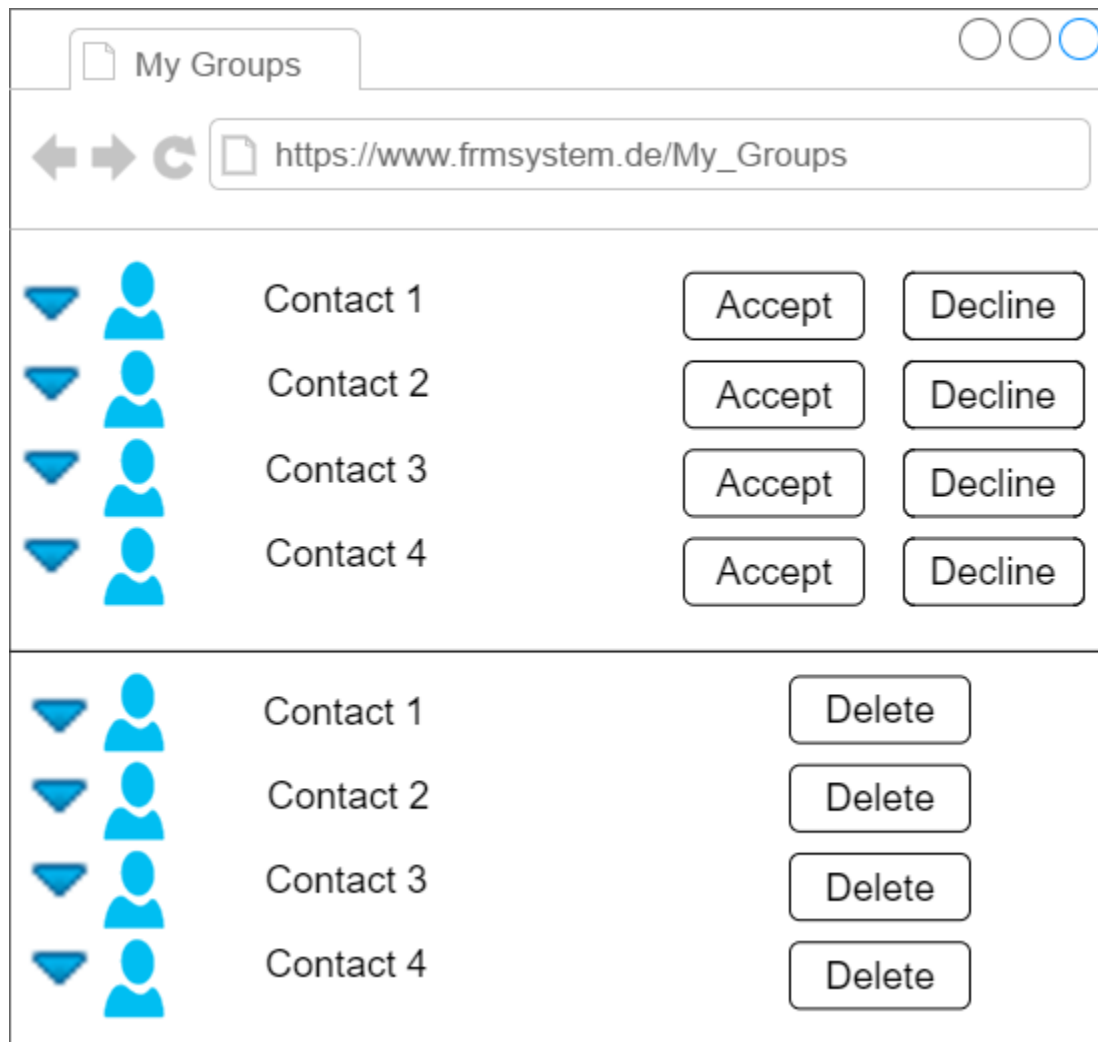 My Groups
https://www.frmsystem.de/My_Groups
Contact 1 Accept Decline
Contact 2 Accept Decline
Contact 3 Accept Decline
Contact 4 Accept Decline
Contact 1 Delete
Contact 2 Delete
Contact 3 Delete
Contact 4 Delete